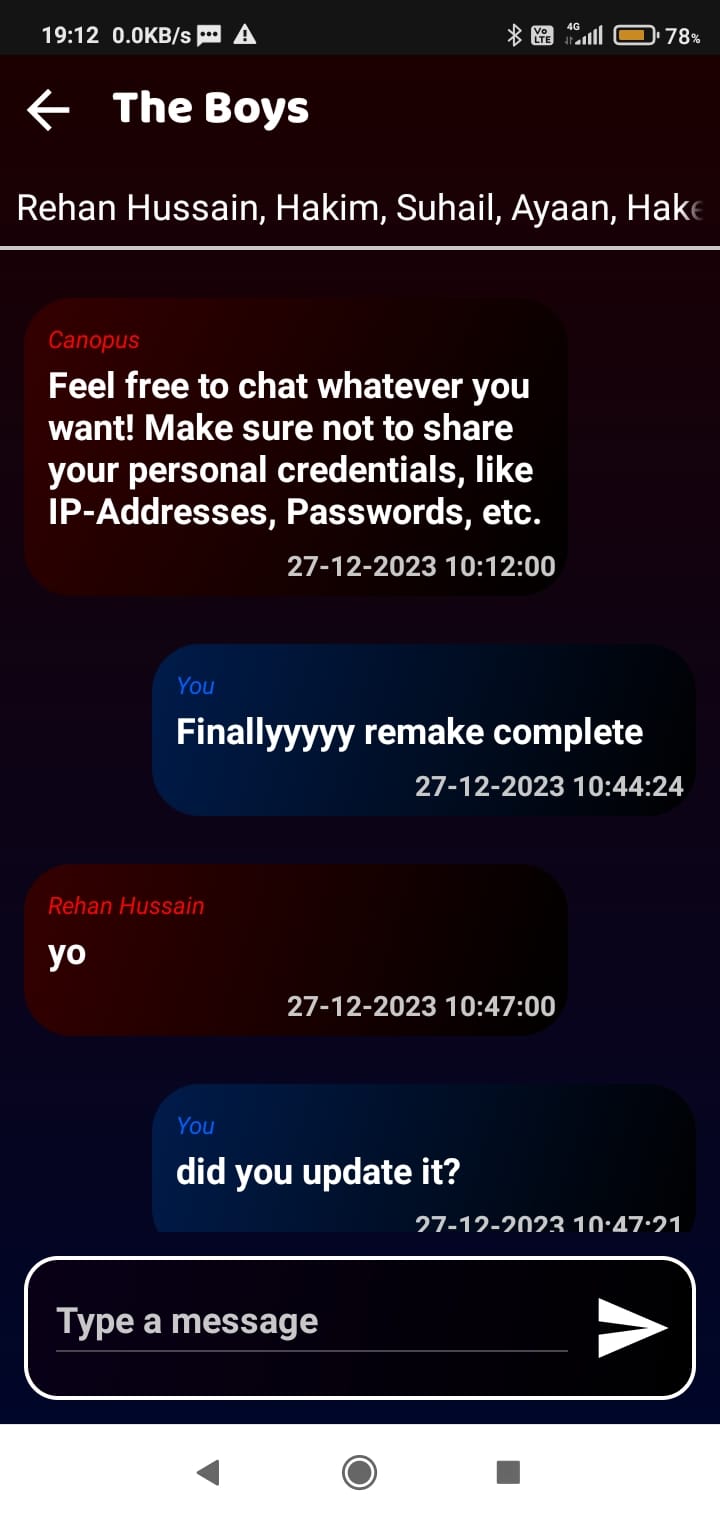 19:12 0.0KB/s 4G 78%
Vo
LTE
The Boys
Rehan Hussain, Hakim, Suhail, Ayaan,
Canopus
Feel free to chat whatever you
want! Make sure not to share
your personal credentials, like
IP-Addresses, Passwords, etc.
27-12-2023 10:12:00
You
Finallyyyyy remake complete
27-12-2023 10:44:24
Rehan Hussain
yo
27-12-2023 10:47:00
You
did you update it?
27-12-2023 10:47:21
Type a message